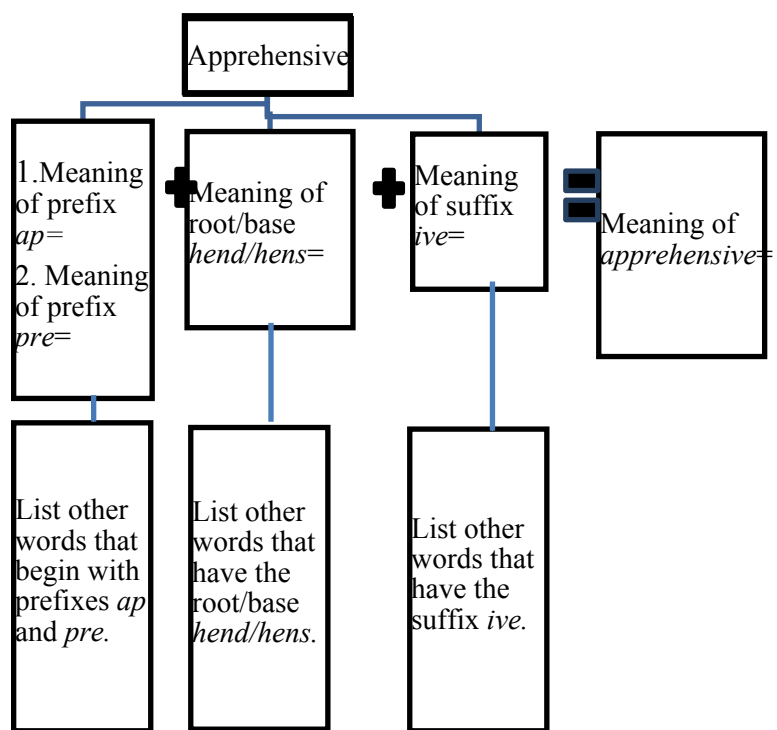 Apprehensive
1.Meaning
of prefix
ap=
2. Meaning
of prefix
pre=
Meaning of
root/base
hend/hens=
Meaning
of suffix
ive=
Meaning of
apprehensive=
List other
words that
begin with
prefixes ap
and pre.
List other
words that
have the
root/base
hend/hens.
List other
words that
have the
suffix ive.